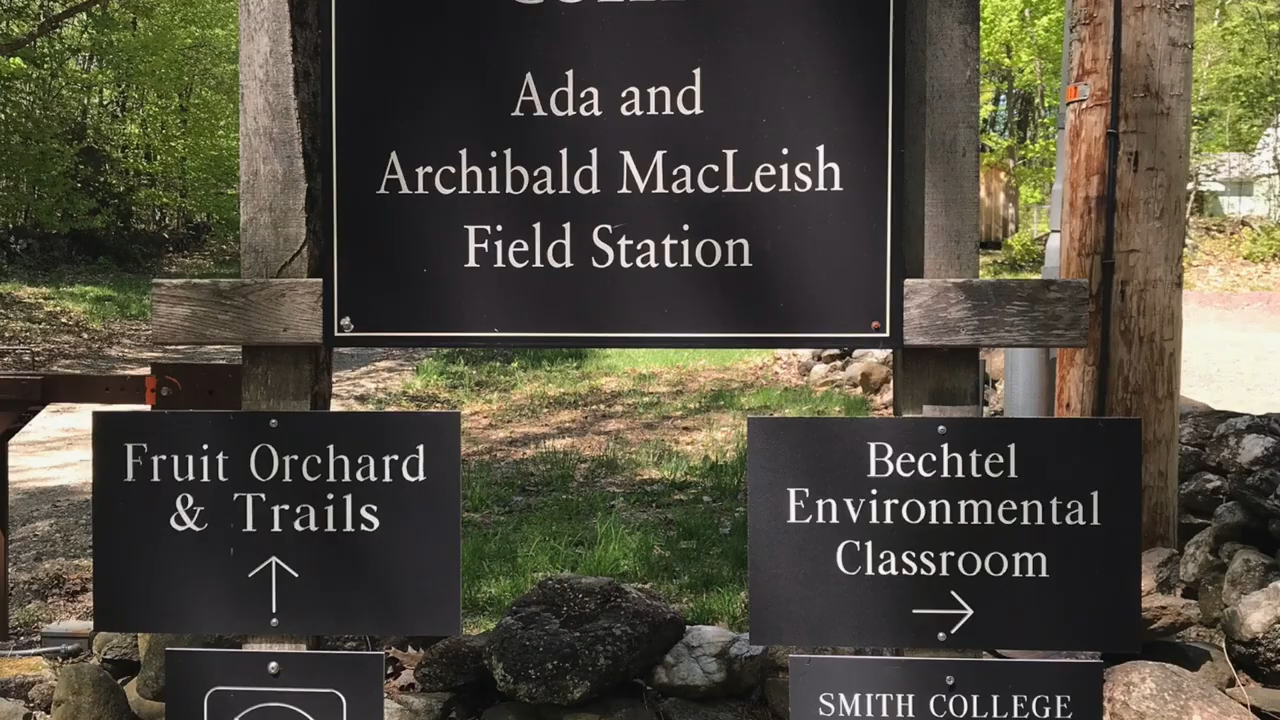 Ada and
Archibald MacLeish
Field Station
Fruit Orchard
& Trails
Bechtel
Environmental
Classroom
SMITH COLLEGE